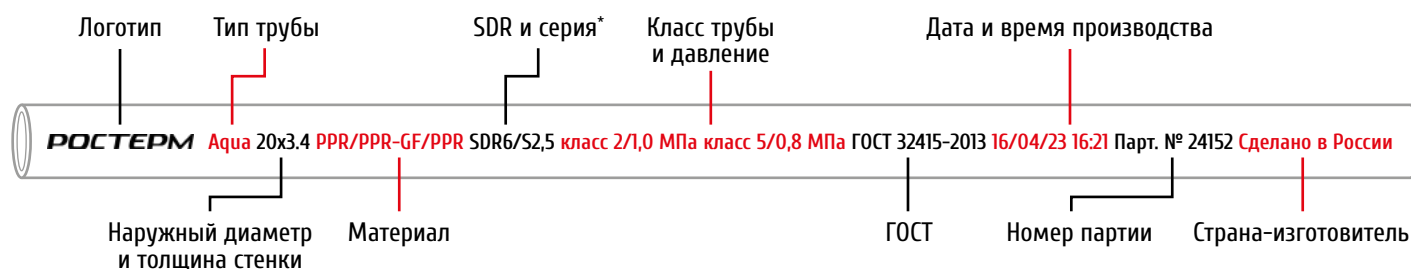 Логотип Тип трубы SDR и серия* Класс трубы Дата и время производства
и давление
РОСТЕРМ Aqua 20x3.4 PPR/PPR-GF/PPR SDR6/S2,5 класс 2/1,0 МПа класс 5/0,8 МПа ГОСТ 32415-2013 16/04/23 16:21 Парт. № 24152 Сделано в России
Наружный диаметр Материал ГОСТ Номер партии Страна-изготовитель
и толщина стенки